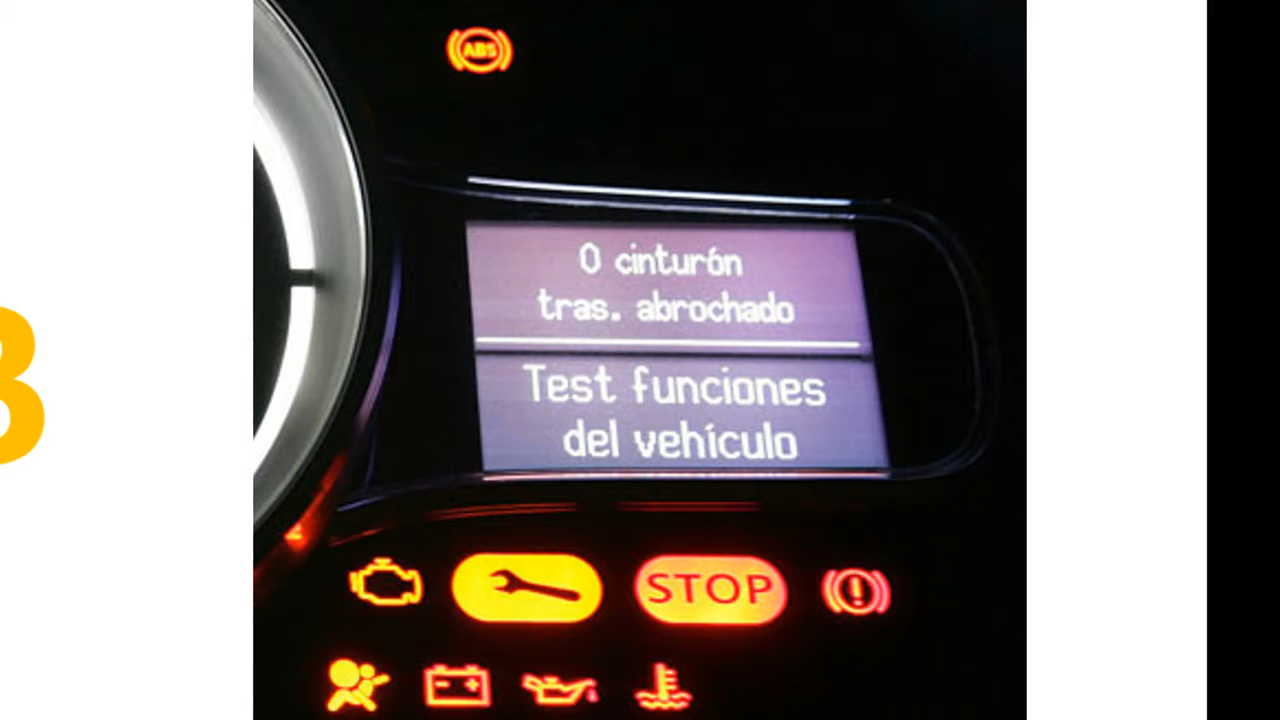 ABS
0 cinturón
tras. abrochado
Test funciones
del vehículo
STOP